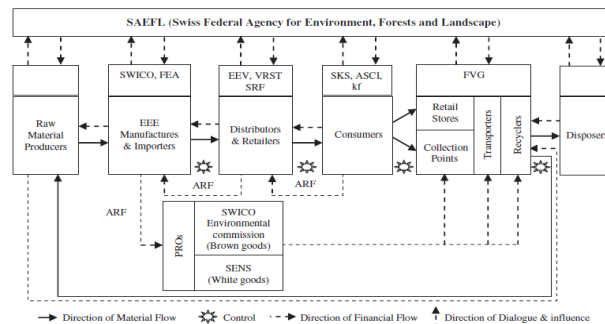 SAEFL (Swiss Federal Agency for Environment, Forests and Landscape)
SWICO, FEA
EEV, VRST
SRF
SKS, ASCI,
kf
FVG
Raw
Material
Producers
EEE
Manufactures
& Importers
Distributors
& Retailers
Consumers
Retail
Stores
Collection
Points
Transporters
Recyclers
Disposers
ARF
ARF
ARF
PROs
SWICO
Environmental
commission
(Brown goods)
SENS
(White goods)
Direction of Material Flow
Control
Direction of Financial Flow
Direction of Dialogue & influence